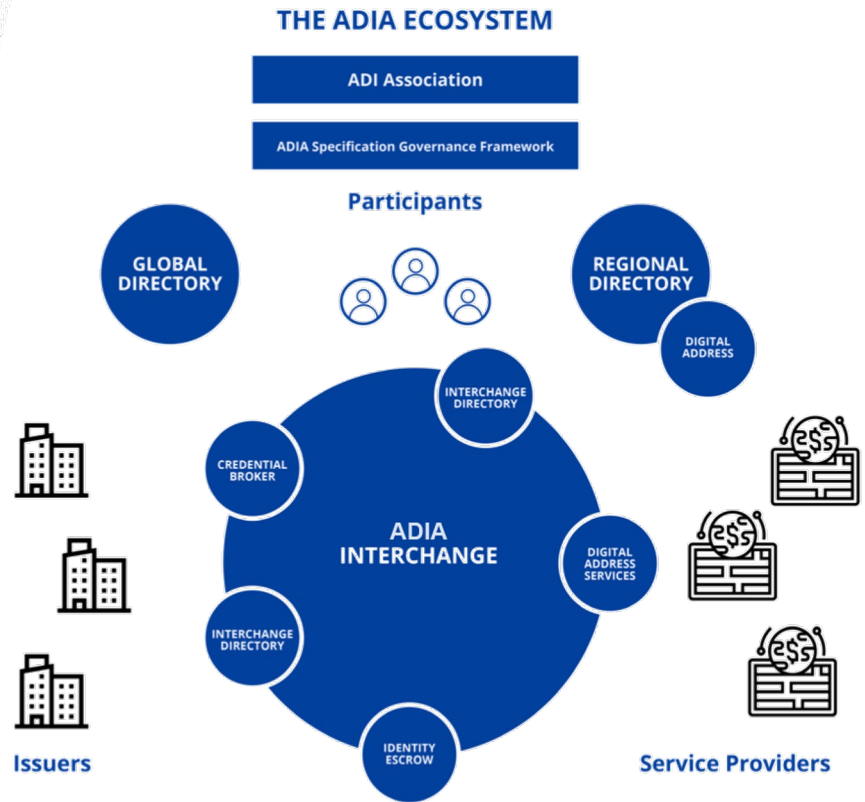 THE ADIA ECOSYSTEM
ADI Association
ADIA Specification Governance Framework
Participants
GLOBAL
DIRECTORY
REGIONAL
DIRECTORY
DIGITAL
ADDRESS
INTERCHANGE
DIRECTORY
CREDENTIAL
BROKER
ADIA
INTERCHANGE
DIGITAL
ADDRESS
SERVICES
INTERCHANGE
DIRECTORY
IDENTITY
ESCROW
Issuers
Service Providers